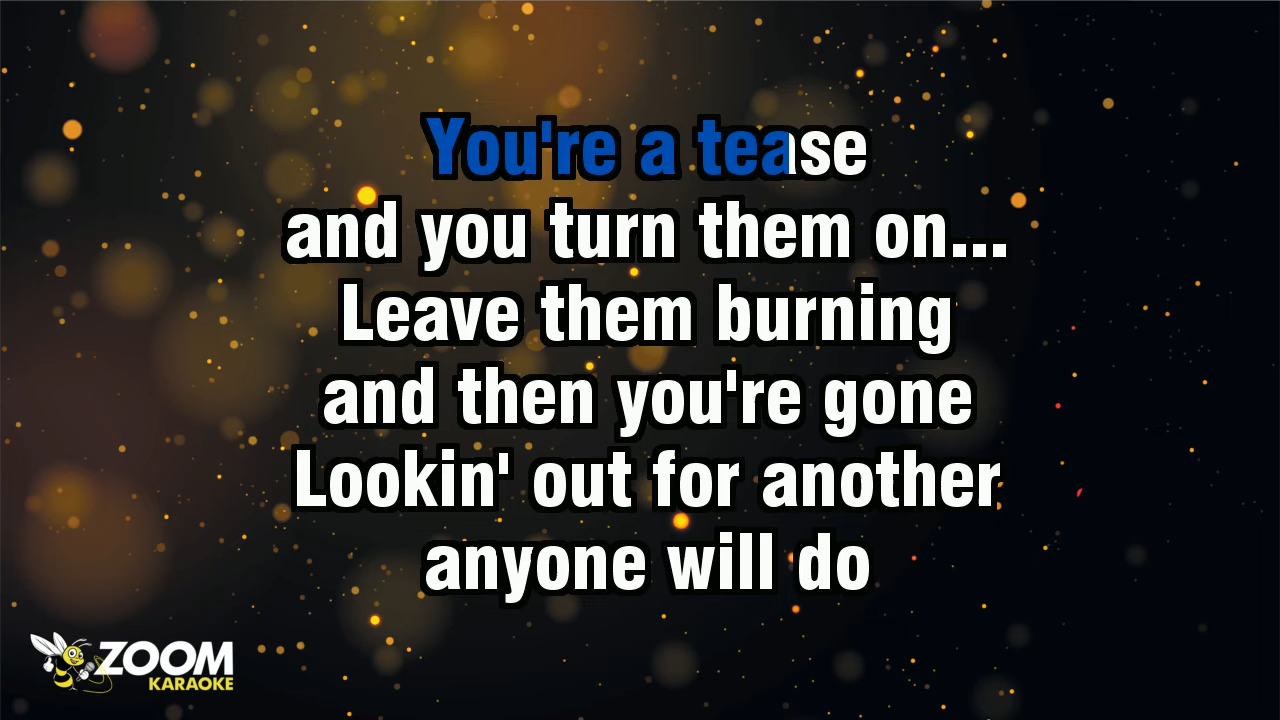 You're a tease
and you turn them on...
Leave them burning
and then you're gone
Lookin' out for another
anyone will do
ZOOM
KARAOKE